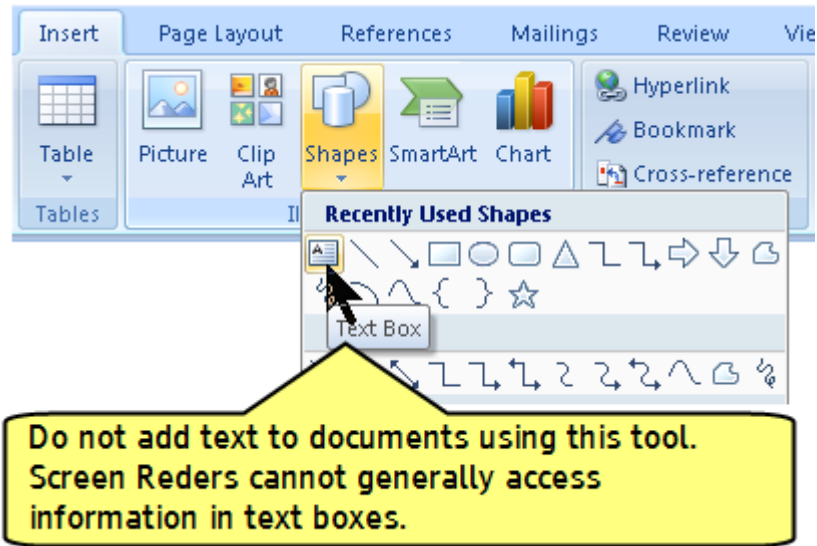 Insert Page Layout References Mailings Review Vie
Table
Picture
Clip
Art
Shapes
SmartArt
Chart
Hyperlink
Bookmark
Cross-reference
Tables
Il
Recently Used Shapes
Text Box
Do not add text to documents using this tool.
Screen Reders cannot generally access
information in text boxes.